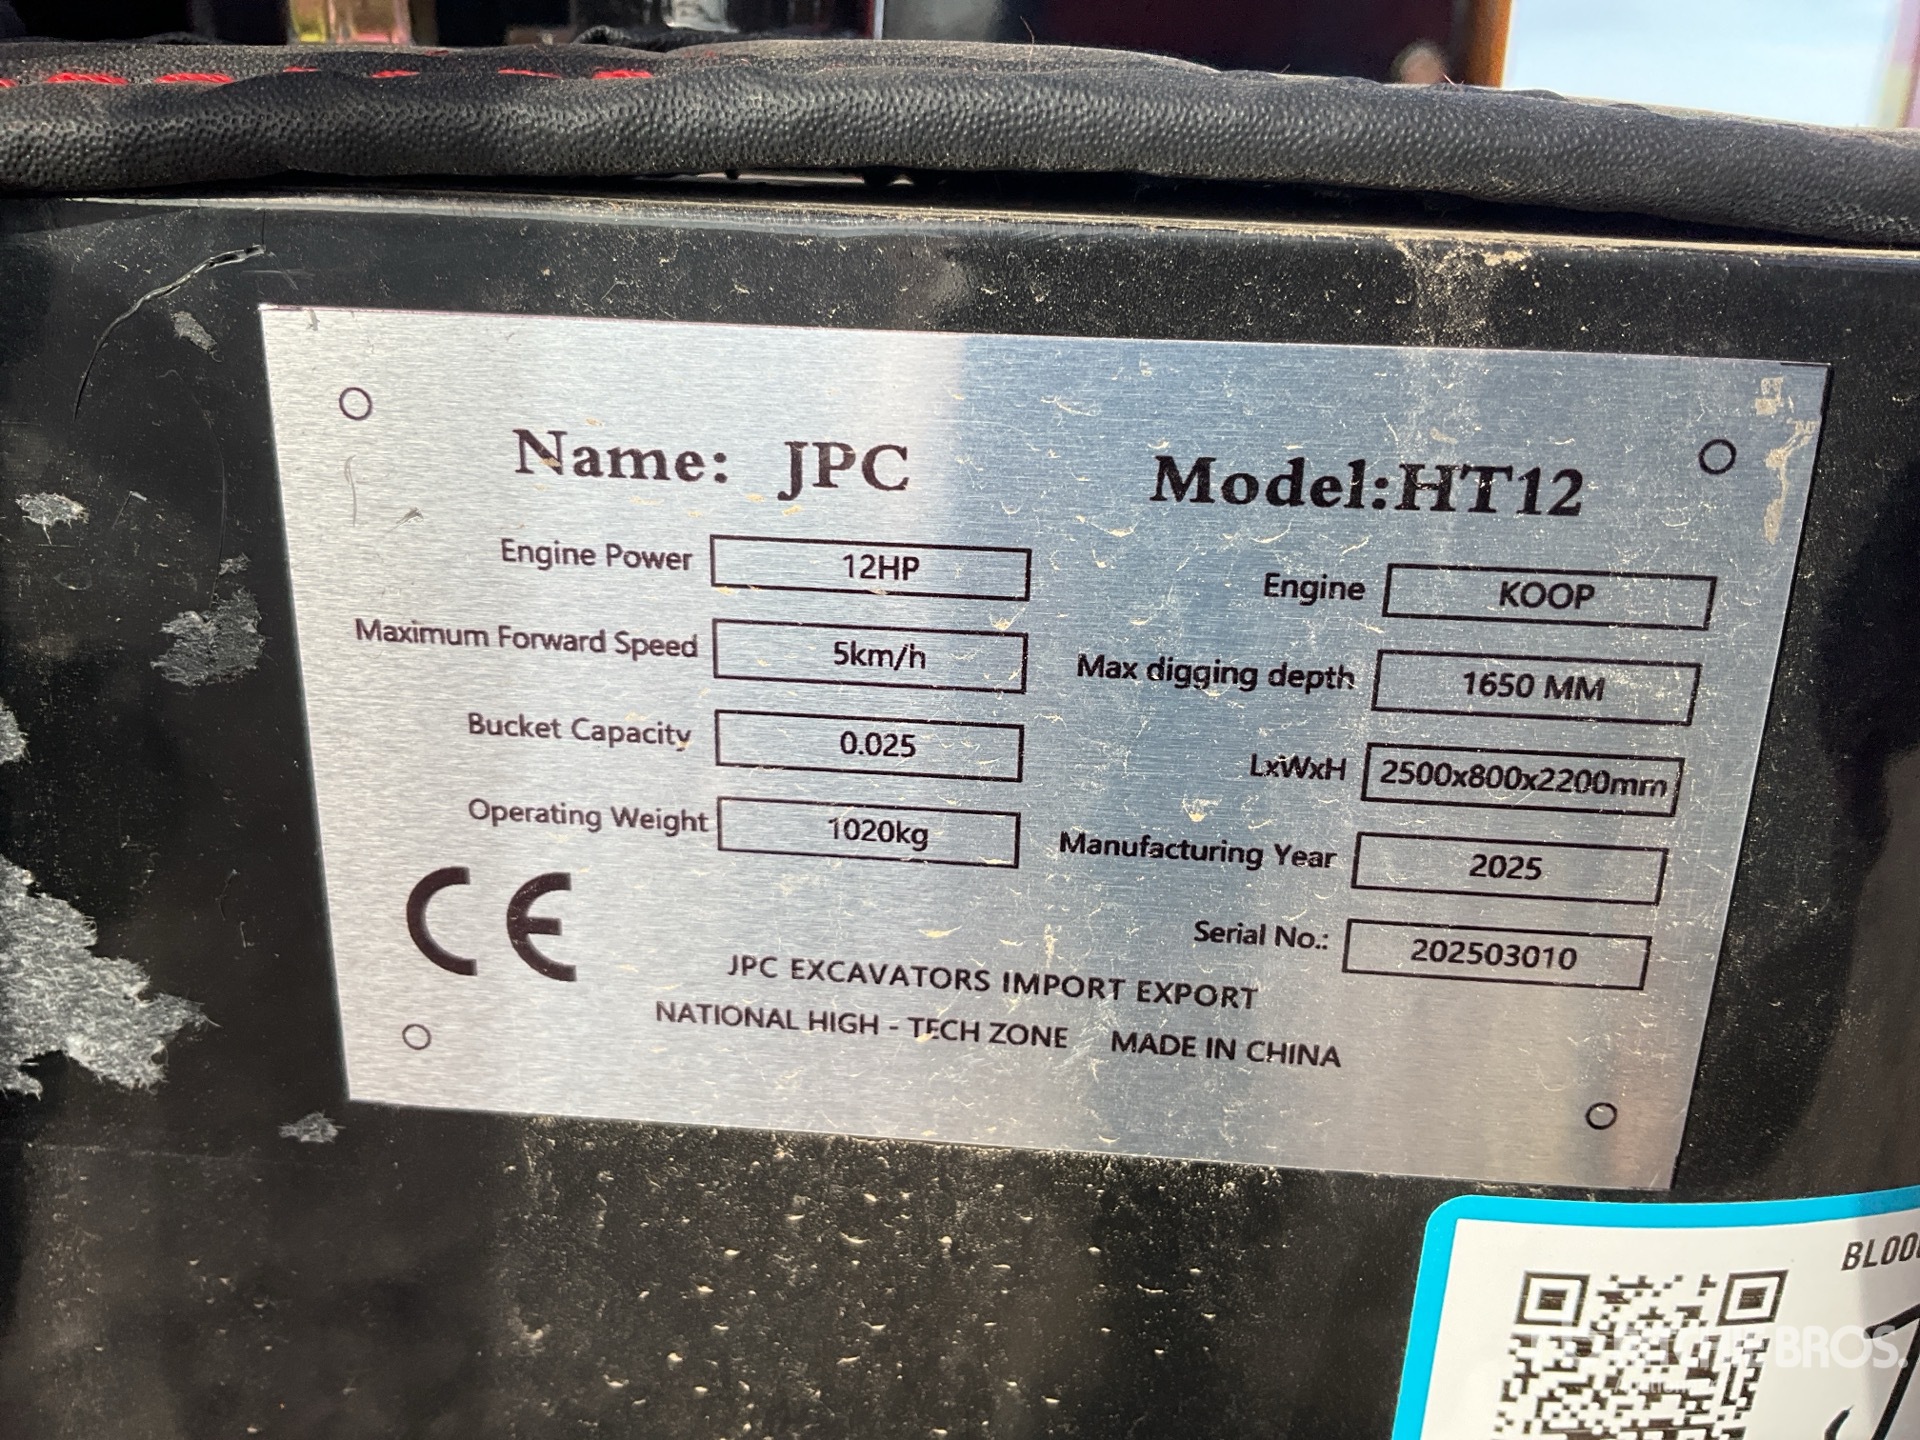 Name: JPC
Model:HT12
Engine Power 12HP
Engine KOOP
Maximum Forward Speed 5km/h
Max digging depth 1650 MM
Bucket Capacity 0.025
LxWxH 2500x800x2200mm
Operating Weight 1020kg
Manufacturing Year 2025
Serial No.: 202503010
CE
JPC EXCAVATORS IMPORT EXPORT
NATIONAL HIGH - TECH ZONE MADE IN CHINA
BROS.